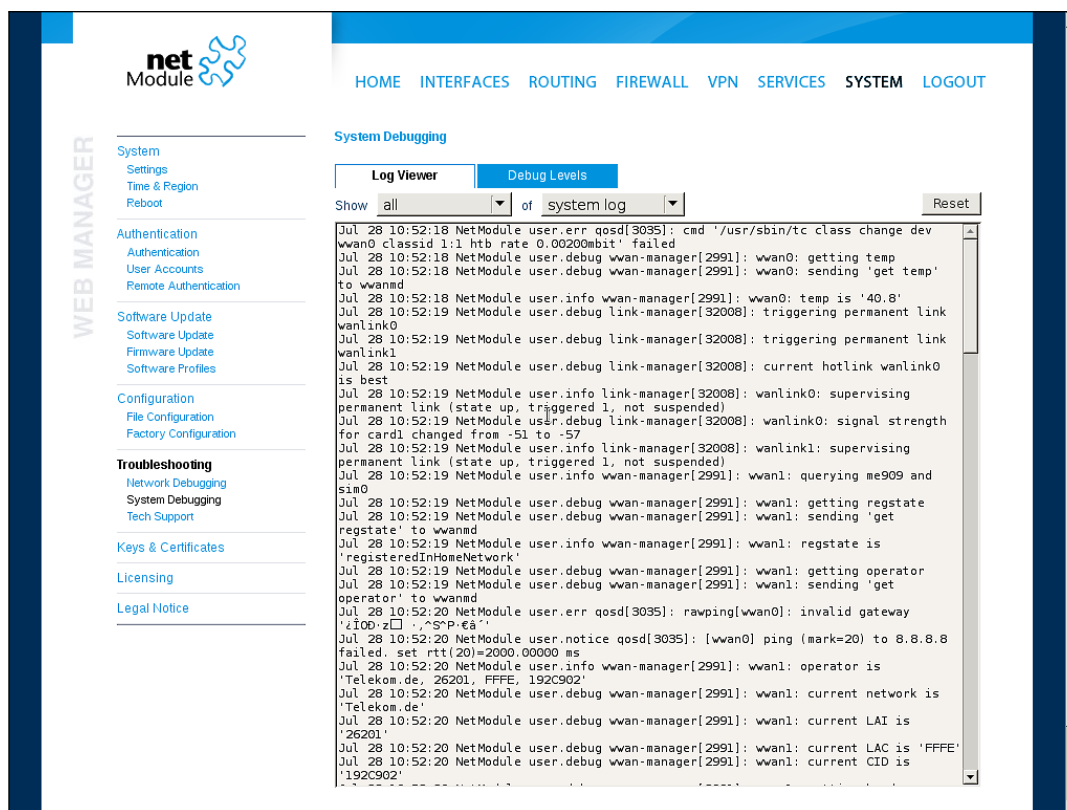 net
Module
HOME INTERFACES ROUTING FIREWALL VPN SERVICES SYSTEM LOGOUT
WEB MANAGER
System
Settings
Time & Region
Reboot
Authentication
Authentication
User Accounts
Remote Authentication
Software Update
Software Update
Firmware Update
Software Profiles
Configuration
File Configuration
Factory Configuration
Troubleshooting
Network Debugging
System Debugging
Tech Support
Keys & Certificates
Licensing
Legal Notice
System Debugging
Log Viewer Debug Levels
Show all of system log Reset
Jul 28 10:52:18 NetModule user.err qosd[3035]: cmd '/usr/sbin/tc class change dev
wwan0 classid 1:1 htb rate 0.00200mbit' failed
Jul 28 10:52:18 NetModule user.debug wwan-manager[2991]: wwan0: getting temp
Jul 28 10:52:18 NetModule user.debug wwan-manager[2991]: wwan0: sending 'get temp'
to wwanmd
Jul 28 10:52:18 NetModule user.info wwan-manager[2991]: wwan0: temp is '40.8'
Jul 28 10:52:19 NetModule user.debug link-manager[32008]: triggering permanent link
wanlink0
Jul 28 10:52:19 NetModule user.debug link-manager[32008]: triggering permanent link
wanlink1
Jul 28 10:52:19 NetModule user.debug link-manager[32008]: current hotlink wanlink0
is best
Jul 28 10:52:19 NetModule user.info link-manager[32008]: wanlink0: supervising
permanent link (state up, triggered 1, not suspended)
Jul 28 10:52:19 NetModule user.debug link-manager[32008]: wanlink0: signal strength
for card1 changed from -51 to -57
Jul 28 10:52:19 NetModule user.info link-manager[32008]: wanlink1: supervising
permanent link (state up, triggered 1, not suspended)
Jul 28 10:52:19 NetModule user.info wwan-manager[2991]: wwan1: querying me909 and
sim0
Jul 28 10:52:19 NetModule user.debug wwan-manager[2991]: wwan1: getting regstate
Jul 28 10:52:19 NetModule user.debug wwan-manager[2991]: wwan1: sending 'get
regstate' to wwanmd
Jul 28 10:52:19 NetModule user.info wwan-manager[2991]: wwan1: regstate is
'registeredInHomeNetwork'
Jul 28 10:52:19 NetModule user.debug wwan-manager[2991]: wwan1: getting operator
Jul 28 10:52:19 NetModule user.debug wwan-manager[2991]: wwan1: sending 'get
operator' to wwanmd
Jul 28 10:52:20 NetModule user.err qosd[3035]: rawping[wwan0]: invalid gateway
Jul 28 10:52:20 NetModule user.notice qosd[3035]: [wwan0] ping (mark=20) to 8.8.8.8
failed. set rtt(20)=2000.00000 ms
Jul 28 10:52:20 NetModule user.info wwan-manager[2991]: wwan1: operator is
'Telekom.de, 26201, FFFE, 192C902'
Jul 28 10:52:20 NetModule user.debug wwan-manager[2991]: wwan1: current network is
'Telekom.de'
Jul 28 10:52:20 NetModule user.debug wwan-manager[2991]: wwan1: current LAI is
'26201'
Jul 28 10:52:20 NetModule user.debug wwan-manager[2991]: wwan1: current LAC is 'FFFE'
Jul 28 10:52:20 NetModule user.debug wwan-manager[2991]: wwan1: current CID is
'192C902'